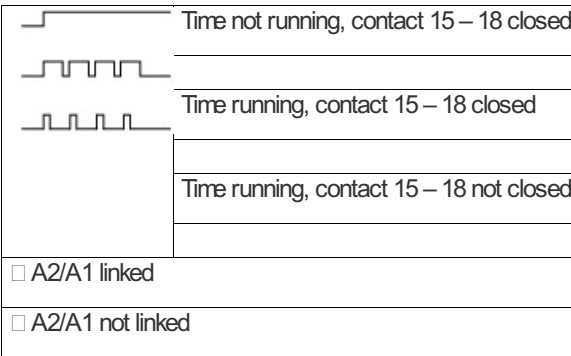 Time not running, contact 15 – 18 closed
Time running, contact 15 – 18 closed
Time running, contact 15 – 18 not closed
□ A2/A1 linked
□ A2/A1 not linked